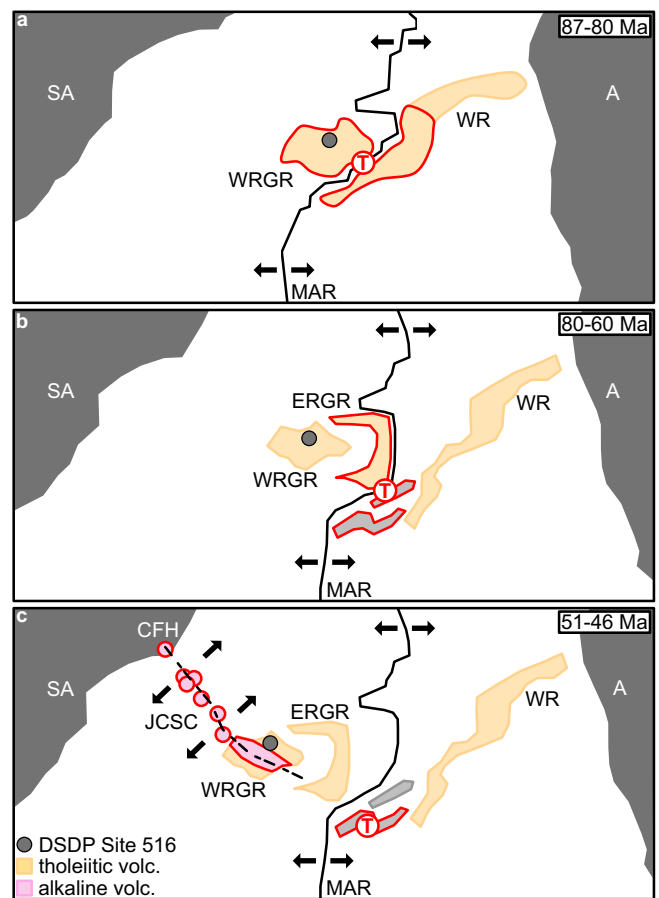 a
87-80 Ma
SA
A
WR
WRGR
T
MAR
b
80-60 Ma
SA
A
ERGR
WR
WRGR
T
MAR
c
51-46 Ma
CFH
SA
A
WR
ERGR
JCSC
WRGR
T
DSDP Site 516
tholeiitic volc.
alkaline volc.
MAR